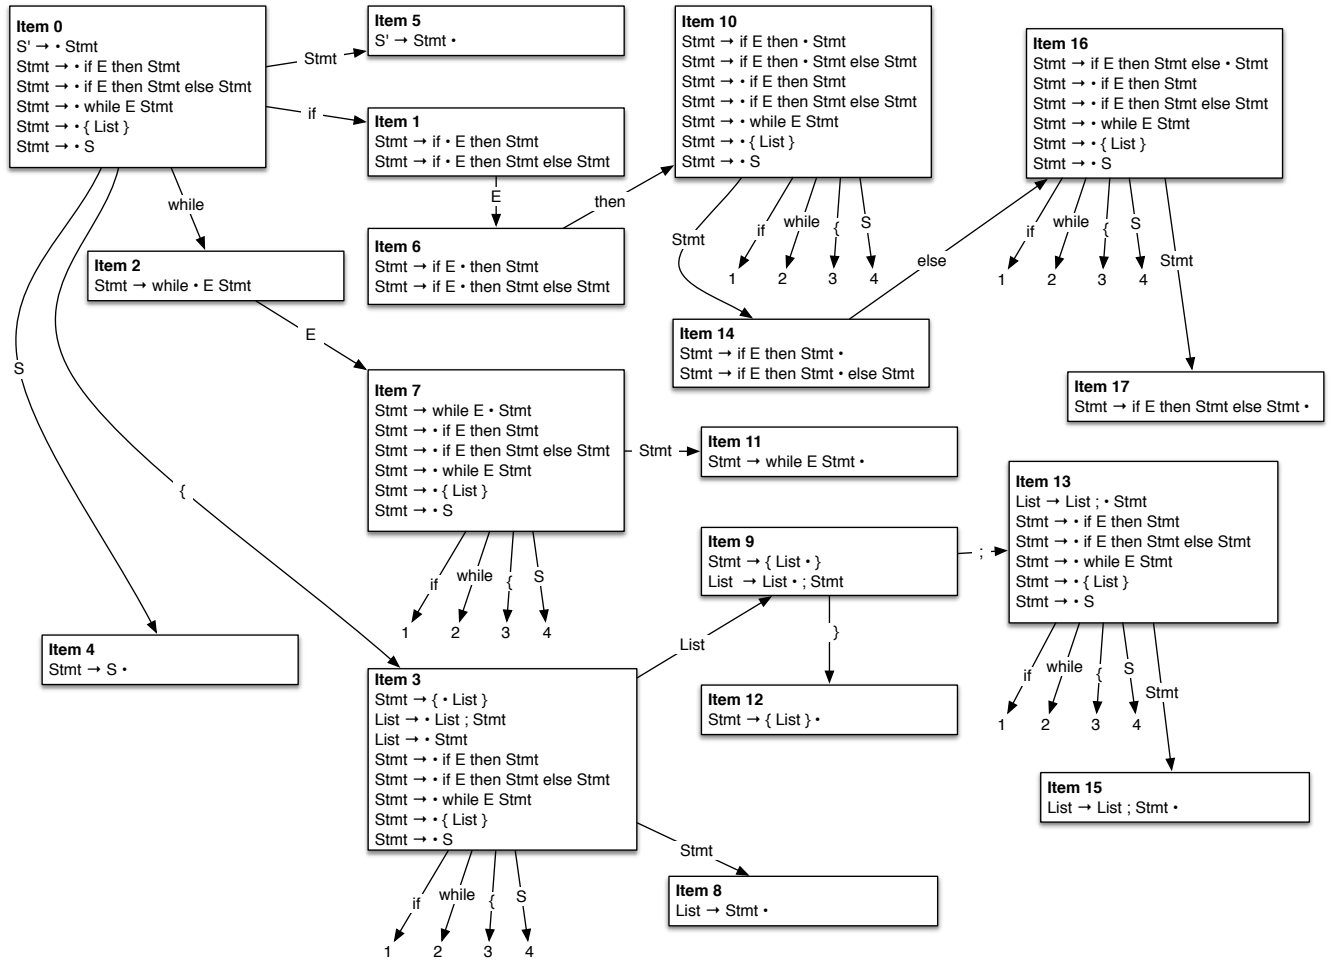 Item 0
S' → • Stmt
Stmt → • if E then Stmt
Stmt → • if E then Stmt else Stmt
Stmt → • while E Stmt
Stmt → • { List }
Stmt → • S
Stmt
if
while
S
{
Item 5
S' → Stmt •
Item 1
Stmt → if • E then Stmt
Stmt → if • E then Stmt else Stmt
E
Item 6
Stmt → if E • then Stmt
Stmt → if E • then Stmt else Stmt
then
Item 2
Stmt → while • E Stmt
E
Item 10
Stmt → if E then • Stmt
Stmt → if E then • Stmt else Stmt
Stmt → • if E then Stmt
Stmt → • if E then Stmt else Stmt
Stmt → • while E Stmt
Stmt → • { List }
Stmt → • S
Stmt
if while { S
1 2 3 4
Item 14
Stmt → if E then Stmt •
Stmt → if E then Stmt • else Stmt
else
Item 16
Stmt → if E then Stmt else • Stmt
Stmt → • if E then Stmt
Stmt → • if E then Stmt else Stmt
Stmt → • while E Stmt
Stmt → • { List }
Stmt → • S
if while { S Stmt
1 2 3 4
Item 17
Stmt → if E then Stmt else Stmt •
Item 7
Stmt → while E • Stmt
Stmt → • if E then Stmt
Stmt → • if E then Stmt else Stmt
Stmt → • while E Stmt
Stmt → • { List }
Stmt → • S
Stmt
if while { S
1 2 3 4
Item 11
Stmt → while E Stmt •
Item 4
Stmt → S •
Item 3
Stmt → { • List }
List → • List ; Stmt
List → • Stmt
Stmt → • if E then Stmt
Stmt → • if E then Stmt else Stmt
Stmt → • while E Stmt
Stmt → • { List }
Stmt → • S
List
Stmt
if while { S
1 2 3 4
Item 9
Stmt → { List • }
List → List • ; Stmt
;
}
Item 12
Stmt → { List } •
Item 8
List → Stmt •
Item 13
List → List ; • Stmt
Stmt → • if E then Stmt
Stmt → • if E then Stmt else Stmt
Stmt → • while E Stmt
Stmt → • { List }
Stmt → • S
if while { S Stmt
1 2 3 4
Item 15
List → List ; Stmt •